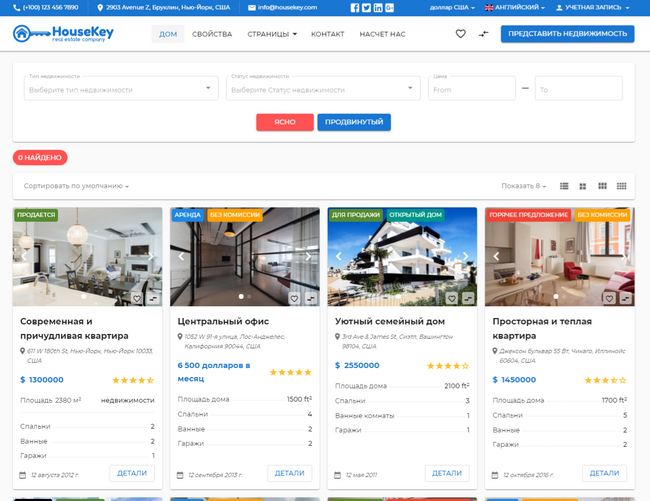 (+100) 123 456 7890
2903 Avenue Z, Бруклин, Нью-Йорк, США
info@housekey.com
доллар США
АНГЛИЙСКИЙ
УЧЕТНАЯ ЗАПИСЬ
HouseKey
real estate company
ДОМ
СВОЙСТВА
СТРАНИЦЫ
КОНТАКТ
НАСЧЕТ НАС
ПРЕДСТАВИТЬ НЕДВИЖИМОСТЬ
Тип недвижимости
Выберите тип недвижимости
Статус недвижимости
Выберите Статус недвижимости
Цена
From
To
ЯСНО
ПРОДВИНУТЫЙ
0 НАЙДЕНО
Сортировать по умолчанию
Показать 8
ПРОДАЕТСЯ
Современная и
причудливая квартира
611 W 180th St, Нью-Йорк, Нью-Йорк 10033,
США
$ 1300000
Площадь 2380 м² недвижимости
Спальни 2
Ванные 2
Гаражи 1
12 августа 2012 г.
ДЕТАЛИ
АРЕНДА
БЕЗ КОМИССИИ
Центральный офис
1052 W 91-я улица, Лос-Анджелес,
Калифорния 90044, США
6 500 долларов в
месяц
Площадь дома 1500 ft²
Спальни 4
Ванные 2
Гаражи 2
12 сентября 2013 г.
ДЕТАЛИ
ДЛЯ ПРОДАЖИ
ОТКРЫТЫЙ ДОМ
Уютный семейный дом
3rd Ave & James St, Сиэтл, Вашингтон
98104, США
$ 2550000
Площадь дома 2100 ft²
Спальни 3
Ванные комнаты 1
Гаражи 1
12 мая 2011
ДЕТАЛИ
ГОРЯЧЕЕ ПРЕДЛОЖЕНИЕ
БЕЗ КОМИССИИ
Просторная и теплая
квартира
Джексон бульвар 55 Вт, Чикаго, Иллинойс
60604, США
$ 1450000
Площадь дома 1700 ft²
Спальни 5
Ванные 2
Гаражи 2
12 октября 2016 г.
ДЕТАЛИ